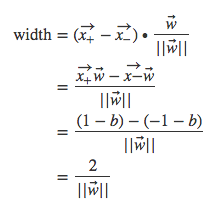 width = (x₊⃗ − x₋⃗) • w⃗ / ||w⃗||
= (x₊⃗w⃗ − x₋⃗w⃗) / ||w⃗||
= ((1 − b) − (−1 − b)) / ||w⃗||
= 2 / ||w⃗||